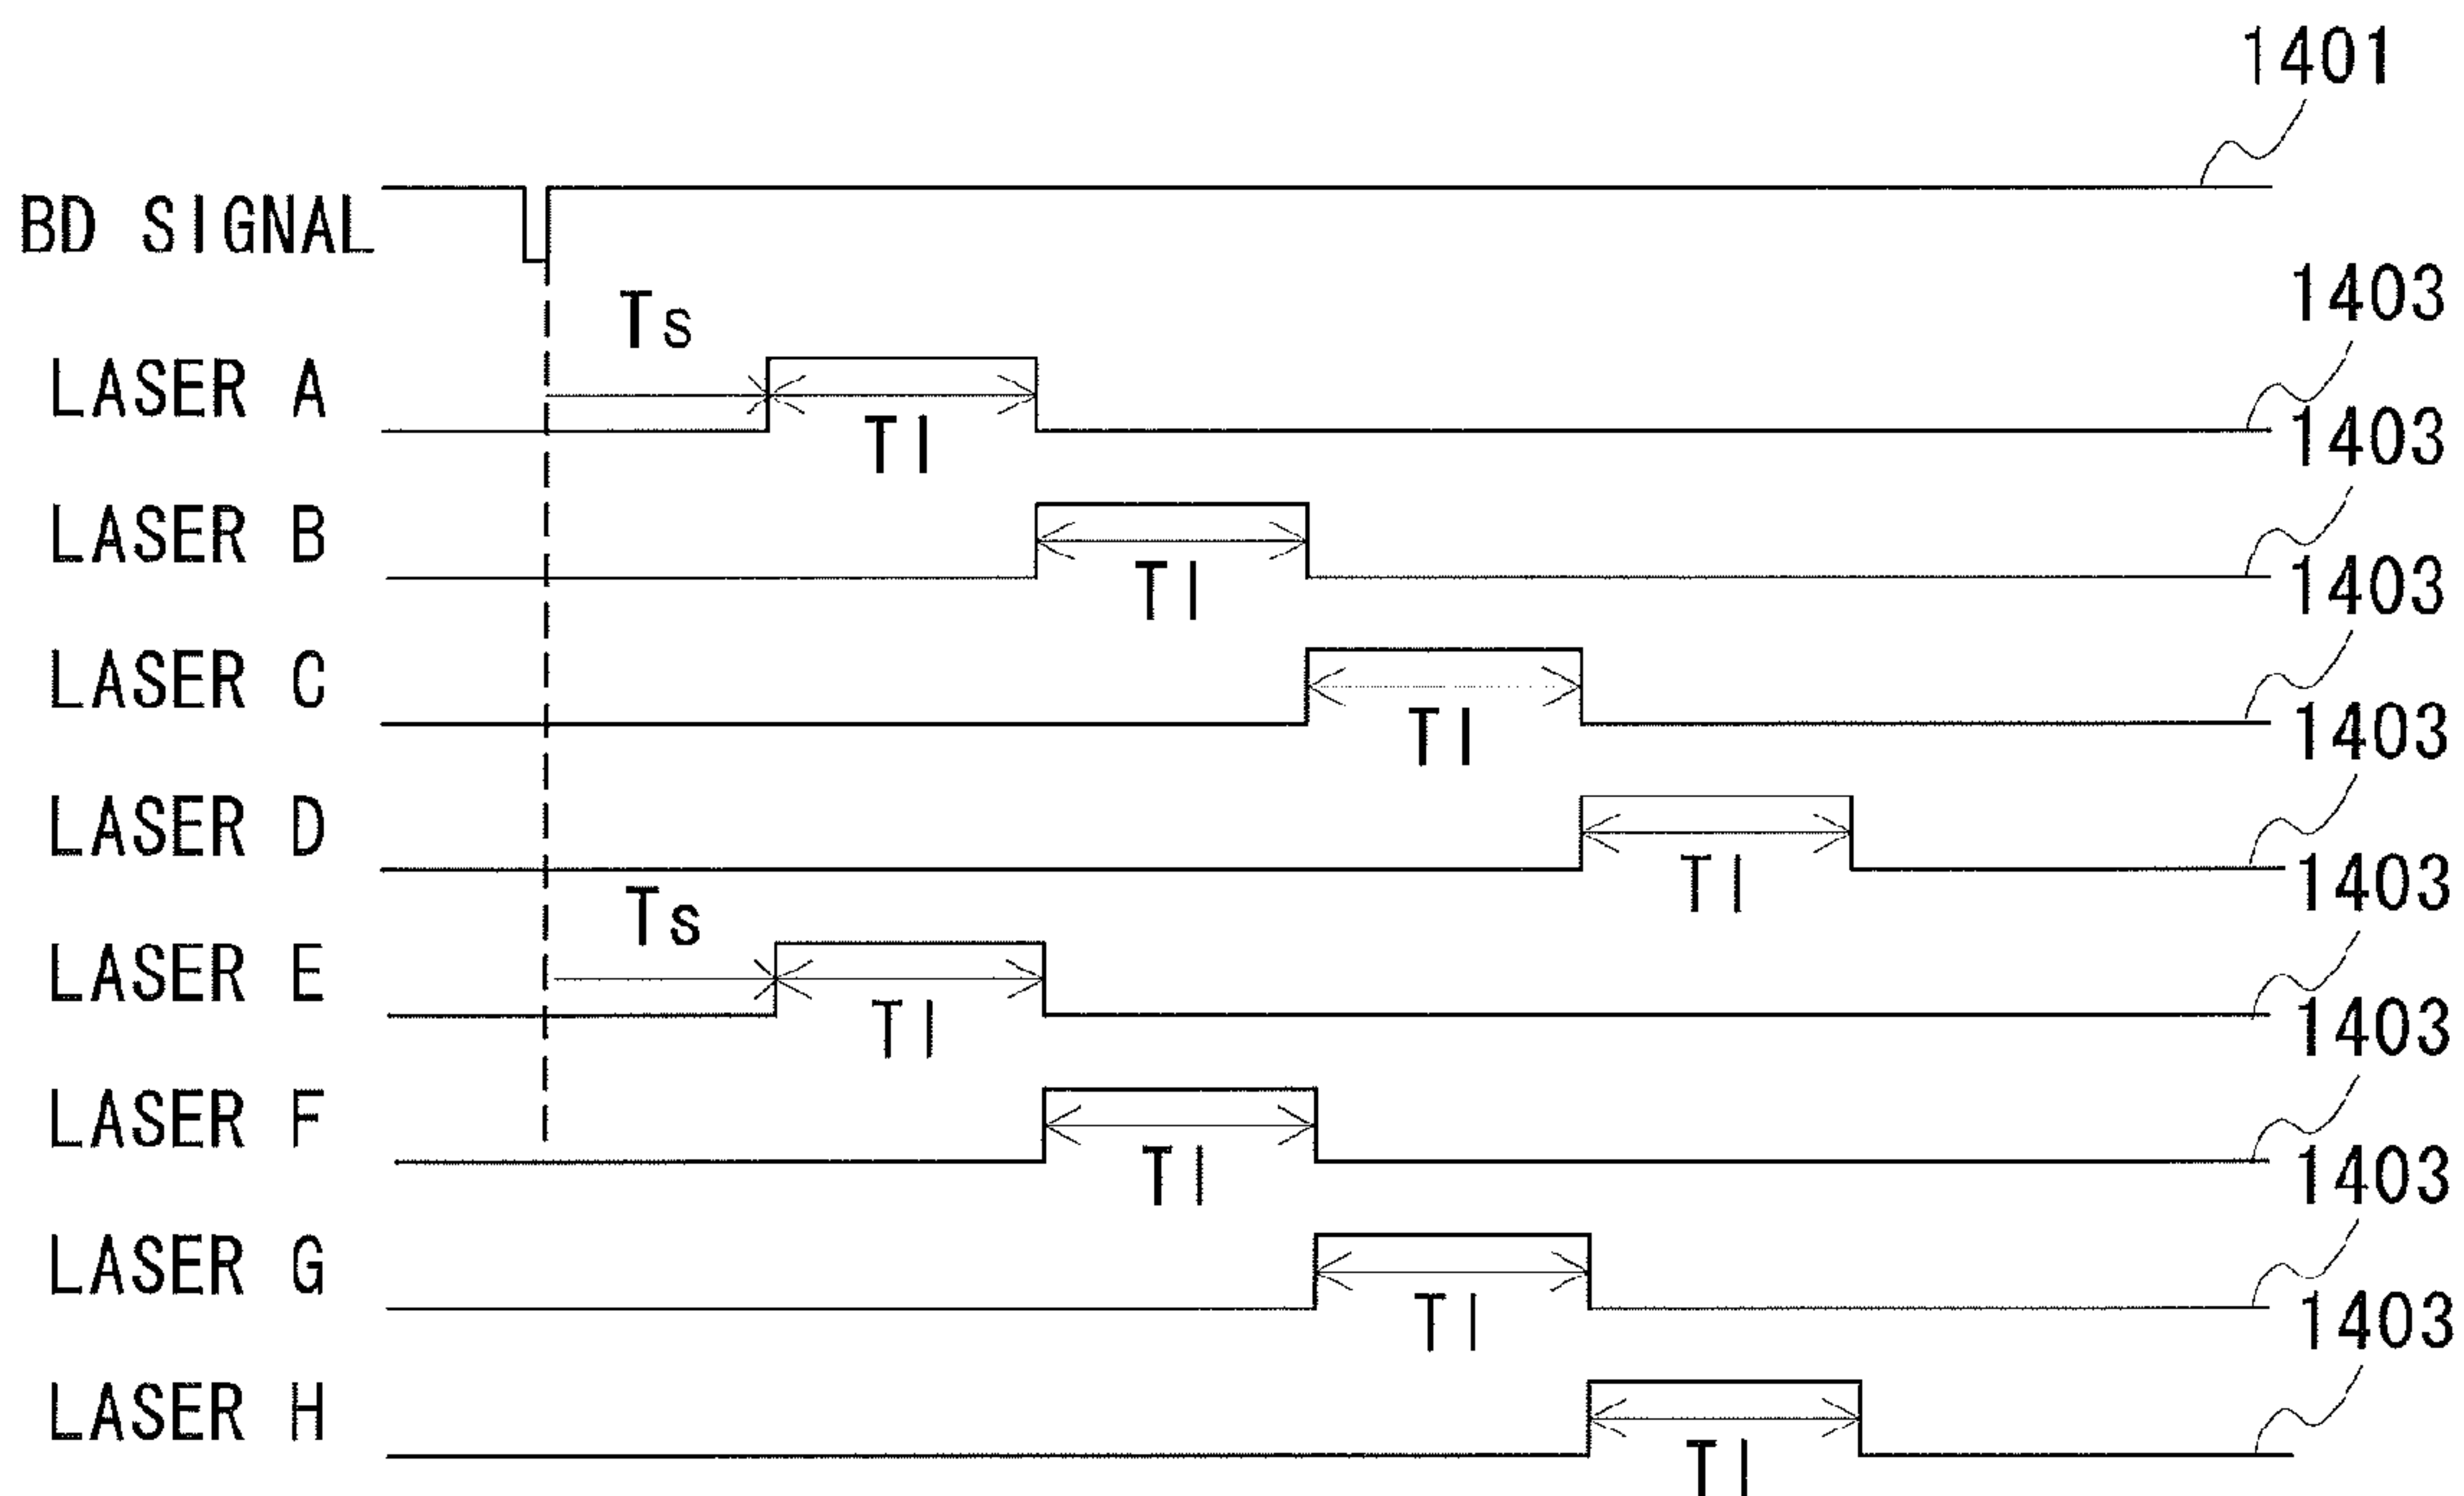 1401
BD SIGNAL
1403
Ts
LASER A
1403
Tl
LASER B
1403
Tl
LASER C
1403
Tl
LASER D
1403
Tl
Ts
LASER E
1403
Tl
LASER F
1403
Tl
LASER G
1403
Tl
LASER H
Tl